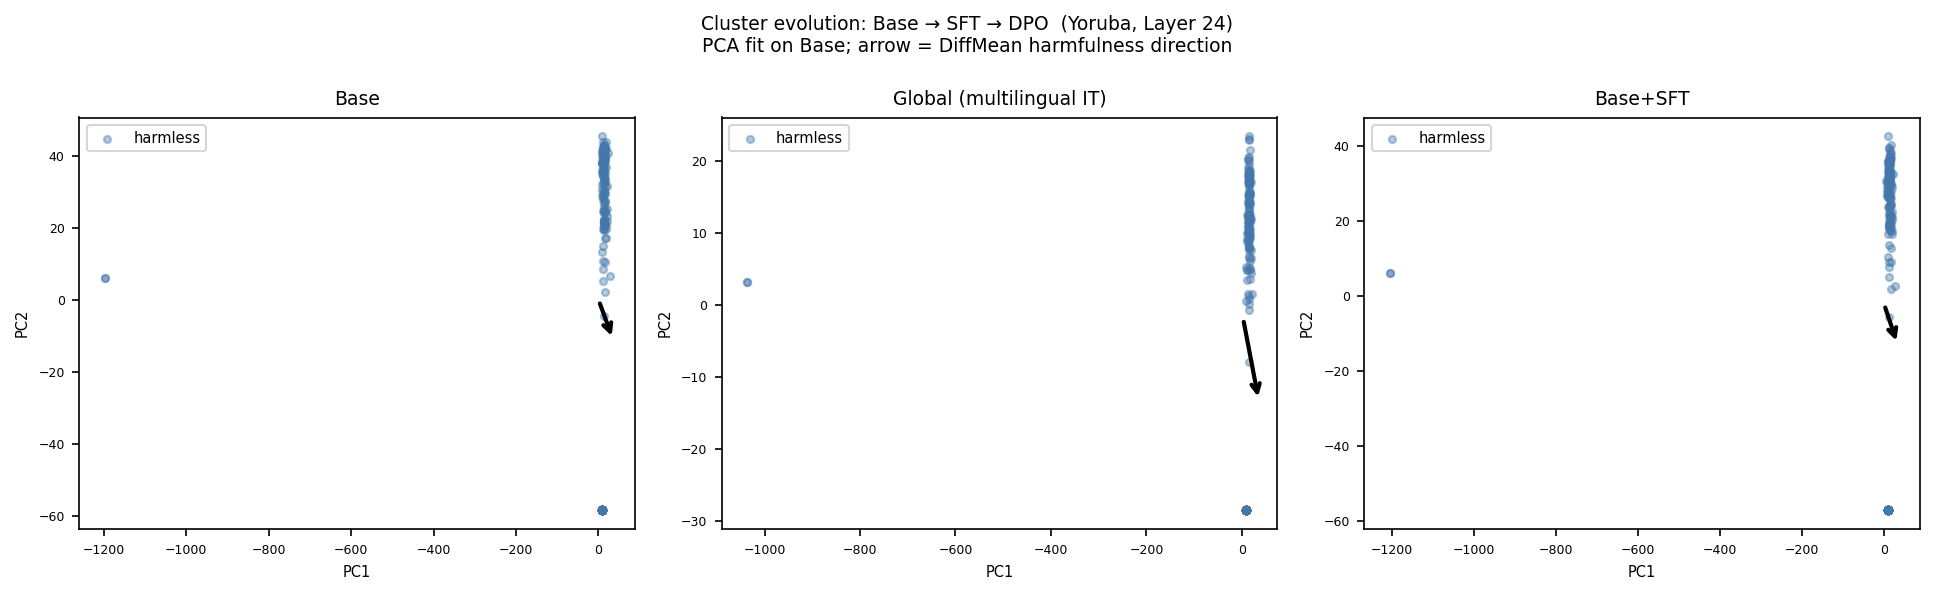 Cluster evolution: Base → SFT → DPO  (Yoruba, Layer 24)
PCA fit on Base; arrow = DiffMean harmfulness direction
Base
harmless
40
20
0
−20
−40
−60
PC2
−1200 −1000 −800 −600 −400 −200 0
PC1
Global (multilingual IT)
harmless
20
10
0
−10
−20
−30
PC2
−1000 −800 −600 −400 −200 0
PC1
Base+SFT
harmless
40
20
0
−20
−40
−60
PC2
−1200 −1000 −800 −600 −400 −200 0
PC1